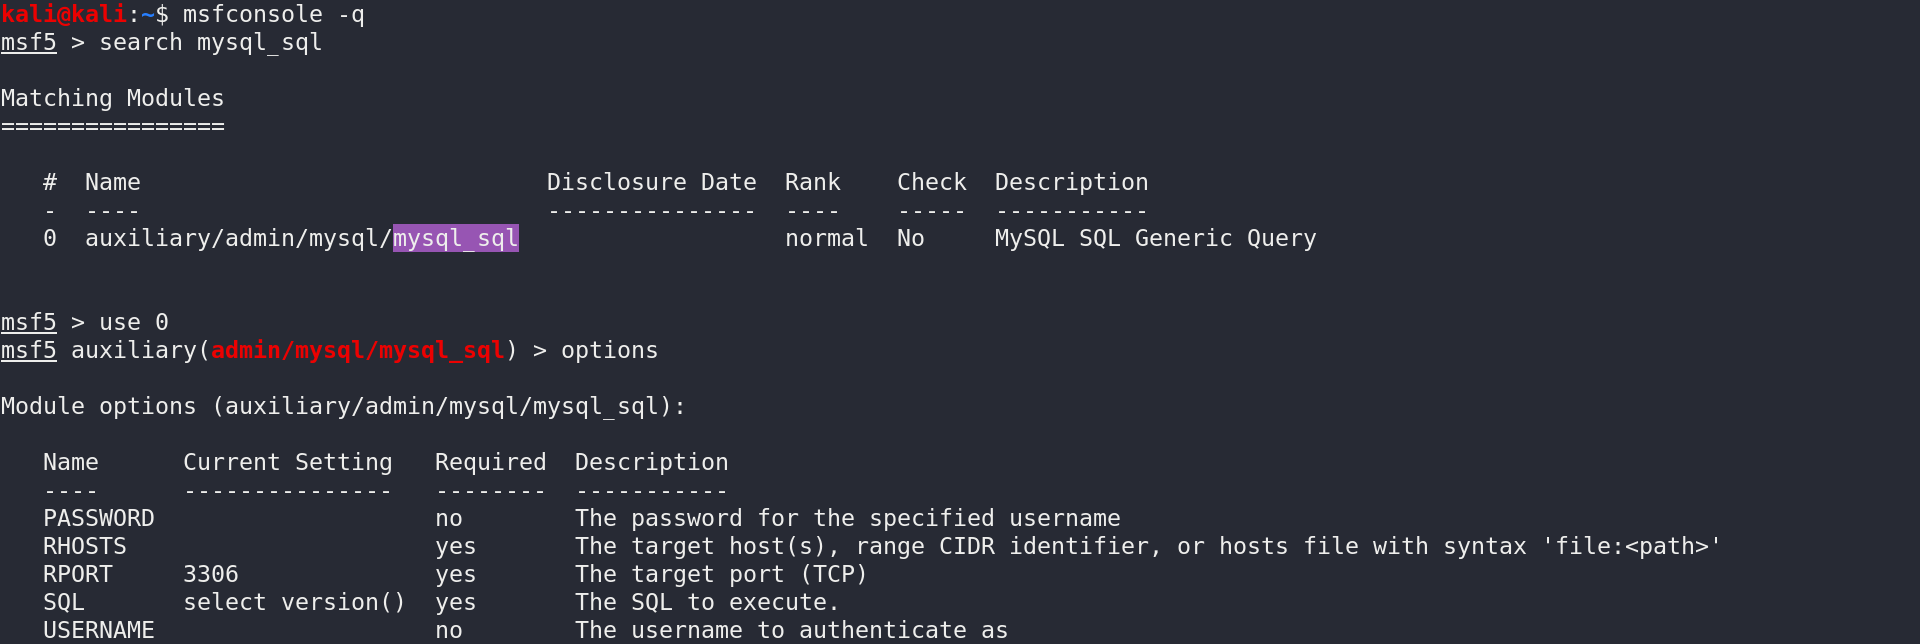 kali@kali:~$ msfconsole -q
msf5 > search mysql_sql
Matching Modules
================
   #  Name                             Disclosure Date  Rank    Check  Description
   -  ----                             ---------------  ----    -----  -----------
   0  auxiliary/admin/mysql/mysql_sql                   normal  No     MySQL SQL Generic Query
msf5 > use 0
msf5 auxiliary(admin/mysql/mysql_sql) > options
Module options (auxiliary/admin/mysql/mysql_sql):
   Name      Current Setting   Required  Description
   ----      ---------------   --------  -----------
   PASSWORD                    no        The password for the specified username
   RHOSTS                      yes       The target host(s), range CIDR identifier, or hosts file with syntax 'file:<path>'
   RPORT     3306              yes       The target port (TCP)
   SQL       select version()  yes       The SQL to execute.
   USERNAME                    no        The username to authenticate as